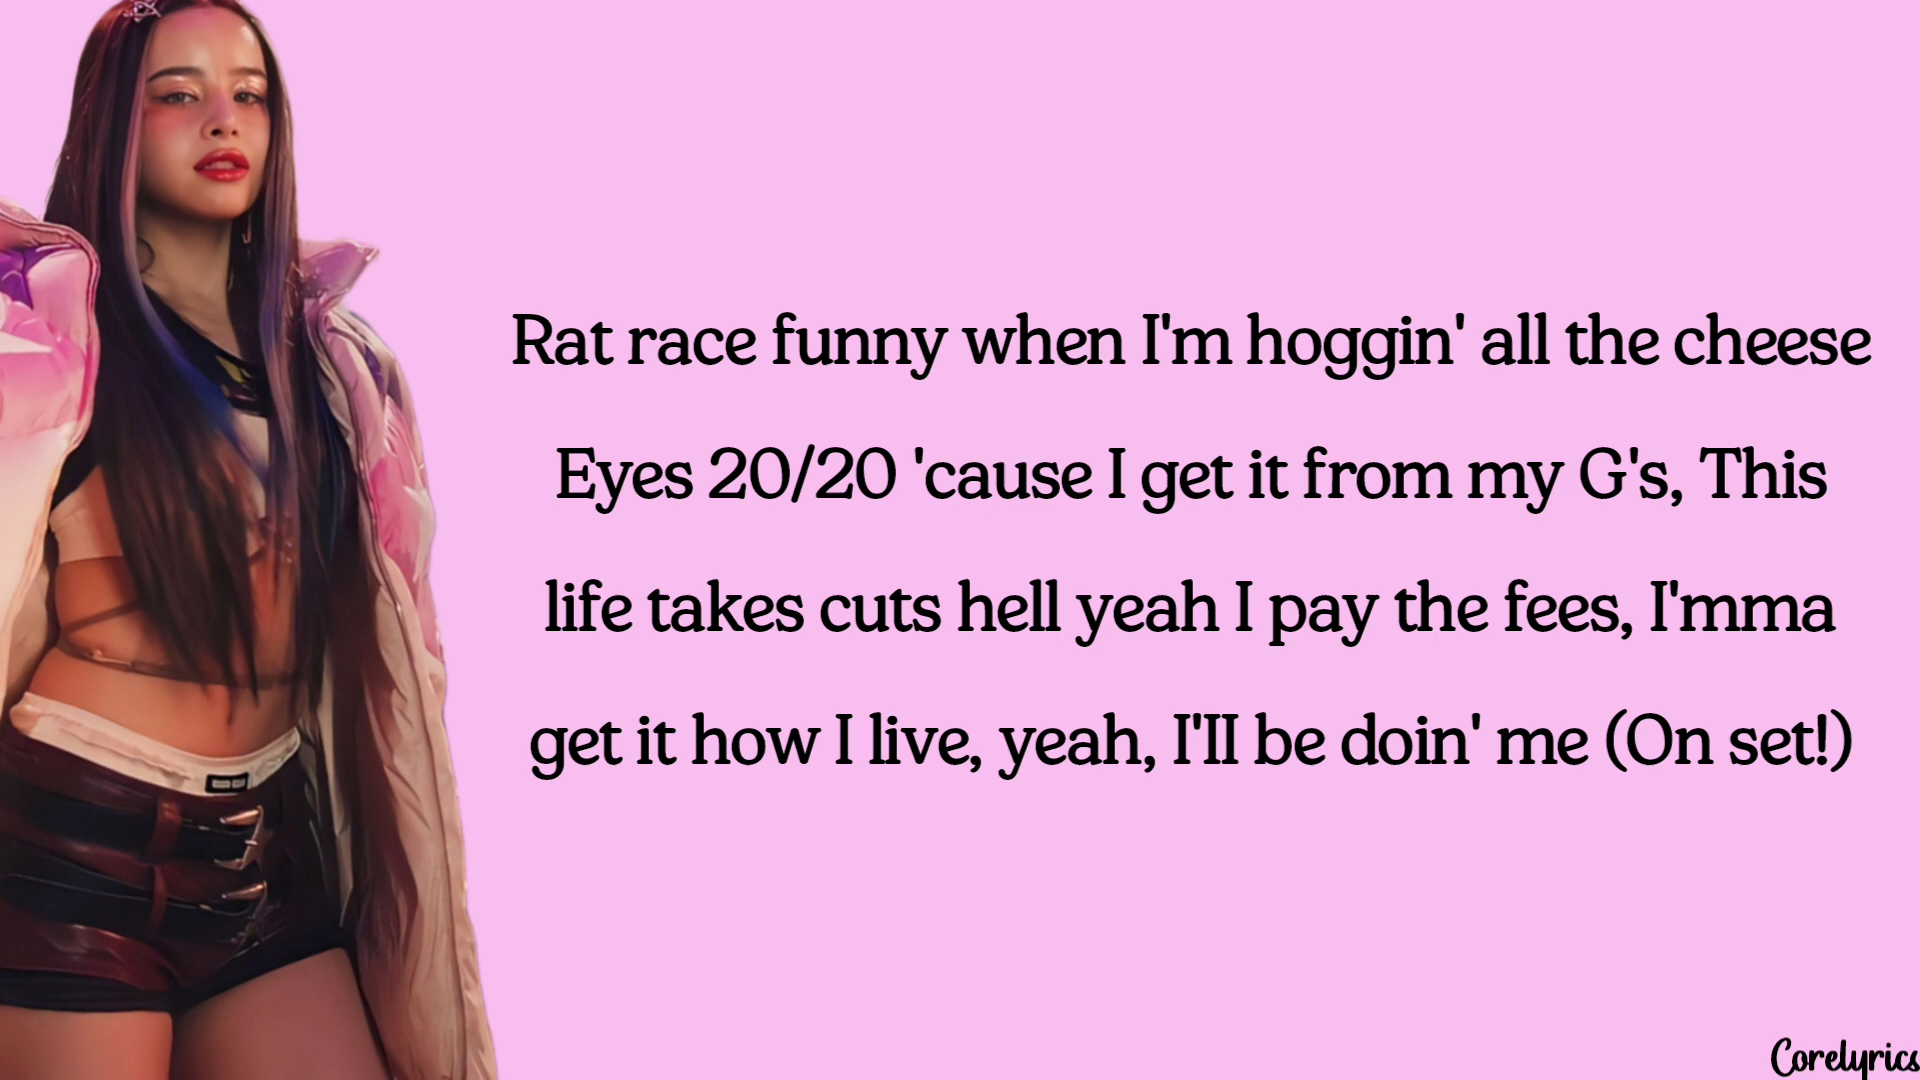 Rat race funny when I'm hoggin' all the cheese
Eyes 20/20 'cause I get it from my G's, This
life takes cuts hell yeah I pay the fees, I'mma
get it how I live, yeah, I'II be doin' me (On set!)
Corelyrics